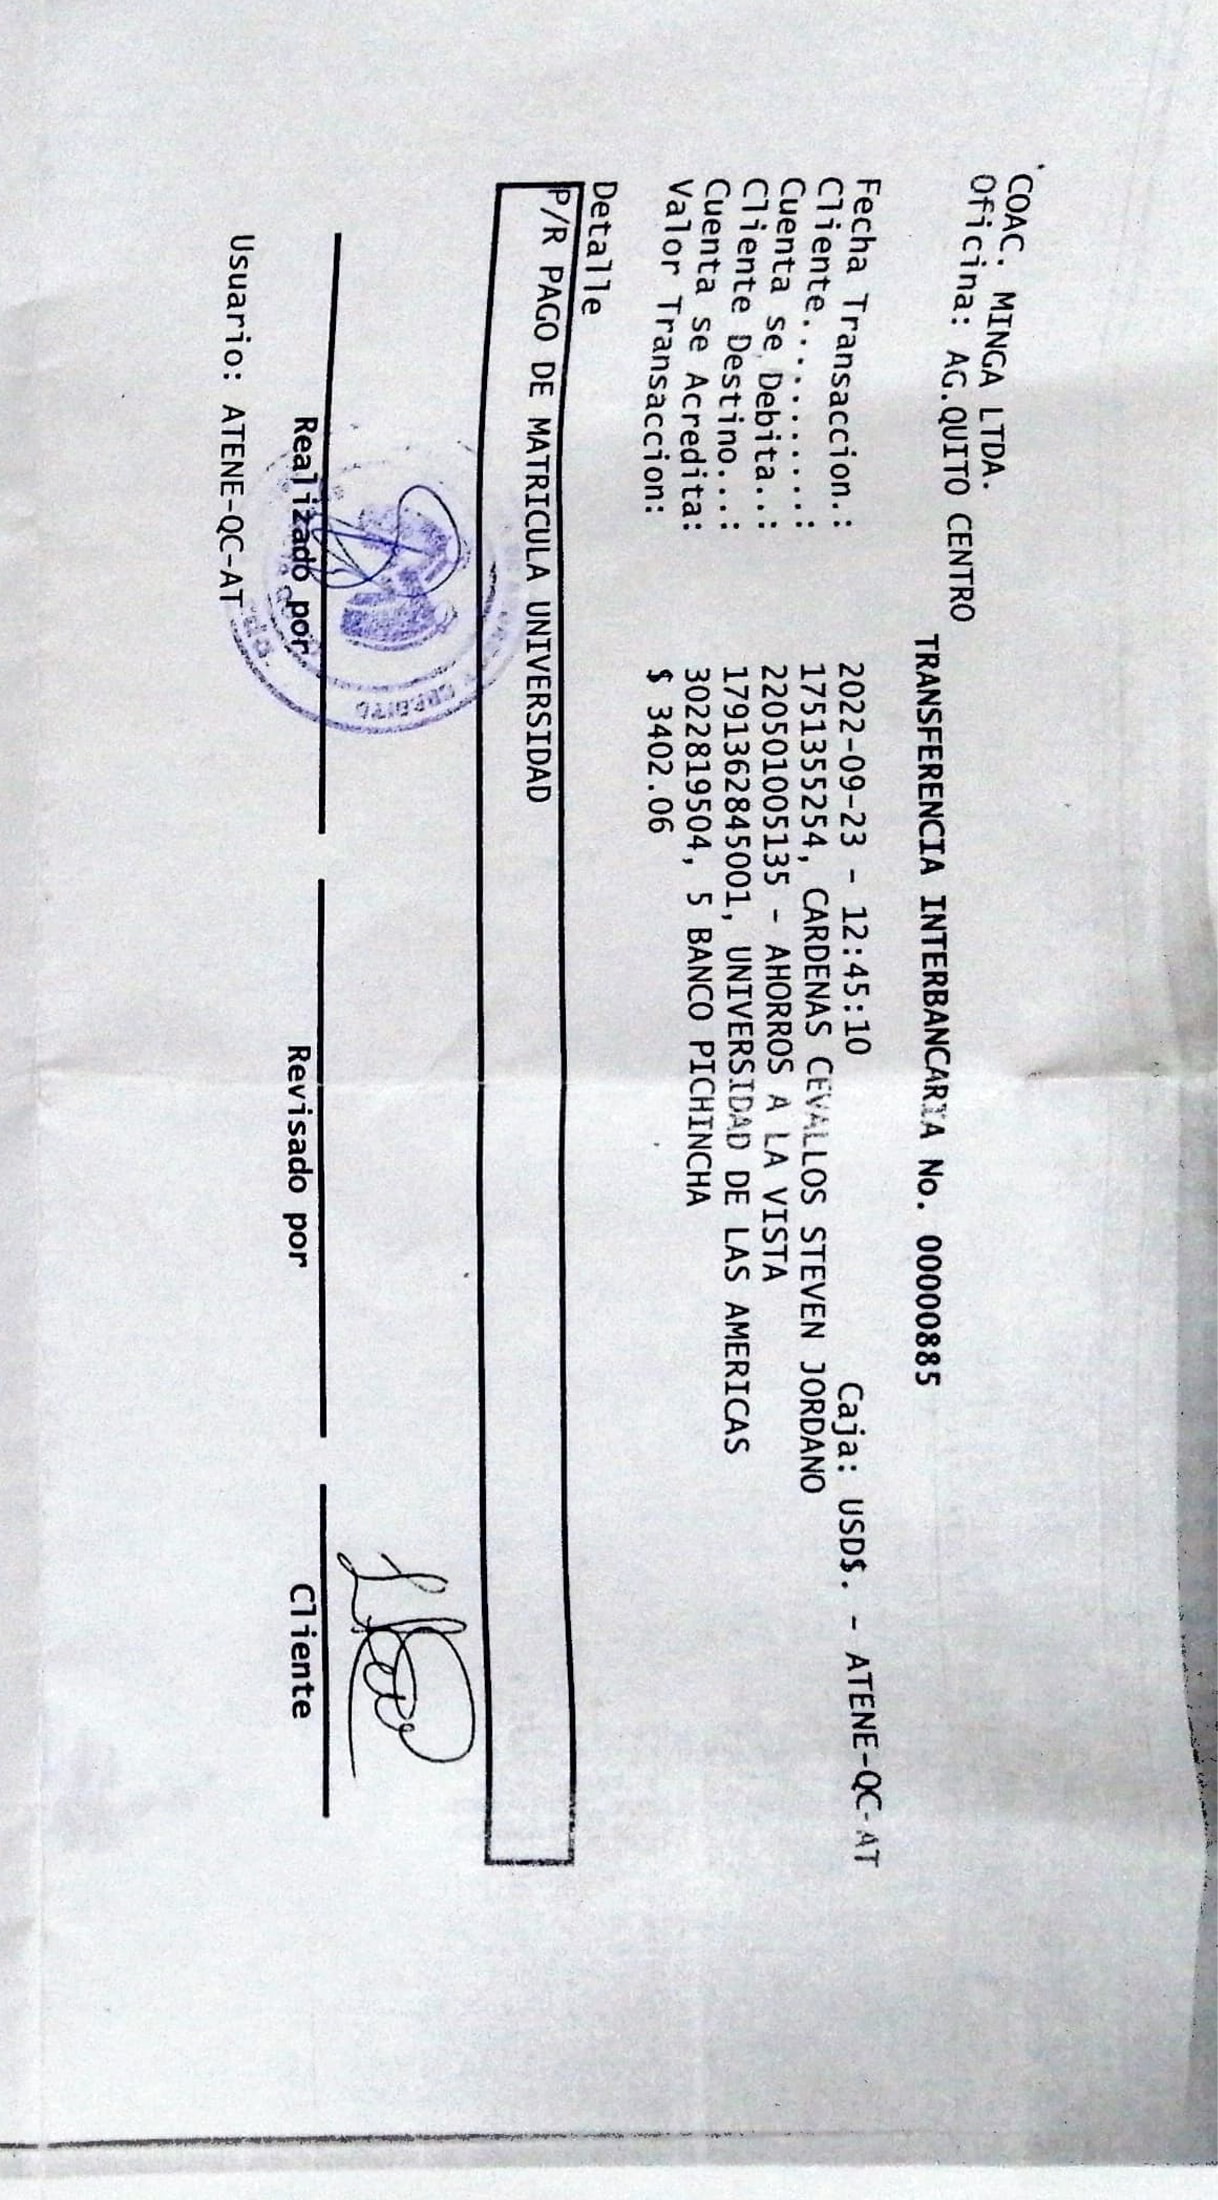 COAC. MINGA LTDA.
Oficina: AG.QUITO CENTRO
TRANSFERENCIA INTERBANCARIA No. 00000885
Fecha Transaccion.: 2022-09-23 - 12:45:10 Caja: USD$. - ATENE-QC-AT
Cliente..........: 1751355254, CARDENAS CEVALLOS STEVEN JORDANO
Cuenta se Debita..: 220501005135 - AHORROS A LA VISTA
Cliente Destino...: 1791362845001, UNIVERSIDAD DE LAS AMERICAS
Cuenta se Acredita: 3022819504, 5 BANCO PICHINCHA
Valor Transaccion: $ 3402.06
Detalle
P/R PAGO DE MATRICULA UNIVERSIDAD
CREDITO
Realizado por Revisado por Cliente
Usuario: ATENE-QC-AT